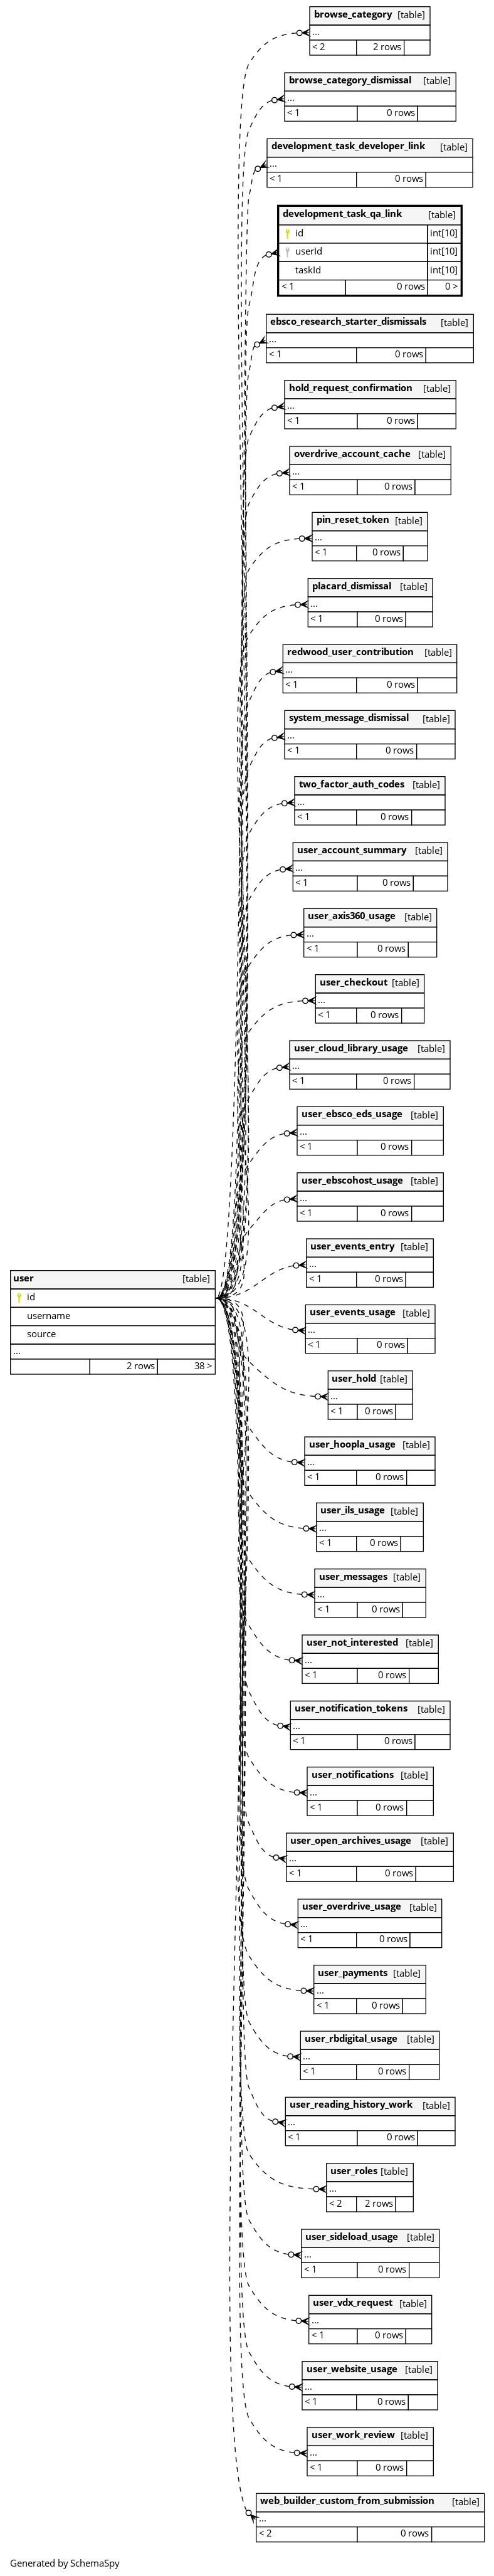 browse_category [table]
...
< 2 2 rows
browse_category_dismissal [table]
...
< 1 0 rows
development_task_developer_link [table]
...
< 1 0 rows
development_task_qa_link [table]
id int[10]
userId int[10]
taskId int[10]
< 1 0 rows 0 >
ebsco_research_starter_dismissals [table]
...
< 1 0 rows
hold_request_confirmation [table]
...
< 1 0 rows
overdrive_account_cache [table]
...
< 1 0 rows
pin_reset_token [table]
...
< 1 0 rows
placard_dismissal [table]
...
< 1 0 rows
redwood_user_contribution [table]
...
< 1 0 rows
system_message_dismissal [table]
...
< 1 0 rows
two_factor_auth_codes [table]
...
< 1 0 rows
user_account_summary [table]
...
< 1 0 rows
user_axis360_usage [table]
...
< 1 0 rows
user_checkout [table]
...
< 1 0 rows
user_cloud_library_usage [table]
...
< 1 0 rows
user_ebsco_eds_usage [table]
...
< 1 0 rows
user_ebscohost_usage [table]
...
< 1 0 rows
user_events_entry [table]
...
< 1 0 rows
user [table]
id
username
source
...
2 rows 38 >
user_events_usage [table]
...
< 1 0 rows
user_hold [table]
...
< 1 0 rows
user_hoopla_usage [table]
...
< 1 0 rows
user_ils_usage [table]
...
< 1 0 rows
user_messages [table]
...
< 1 0 rows
user_not_interested [table]
...
< 1 0 rows
user_notification_tokens [table]
...
< 1 0 rows
user_notifications [table]
...
< 1 0 rows
user_open_archives_usage [table]
...
< 1 0 rows
user_overdrive_usage [table]
...
< 1 0 rows
user_payments [table]
...
< 1 0 rows
user_rbdigital_usage [table]
...
< 1 0 rows
user_reading_history_work [table]
...
< 1 0 rows
user_roles [table]
...
< 2 2 rows
user_sideload_usage [table]
...
< 1 0 rows
user_vdx_request [table]
...
< 1 0 rows
user_website_usage [table]
...
< 1 0 rows
user_work_review [table]
...
< 1 0 rows
web_builder_custom_from_submission [table]
...
< 2 0 rows
Generated by SchemaSpy